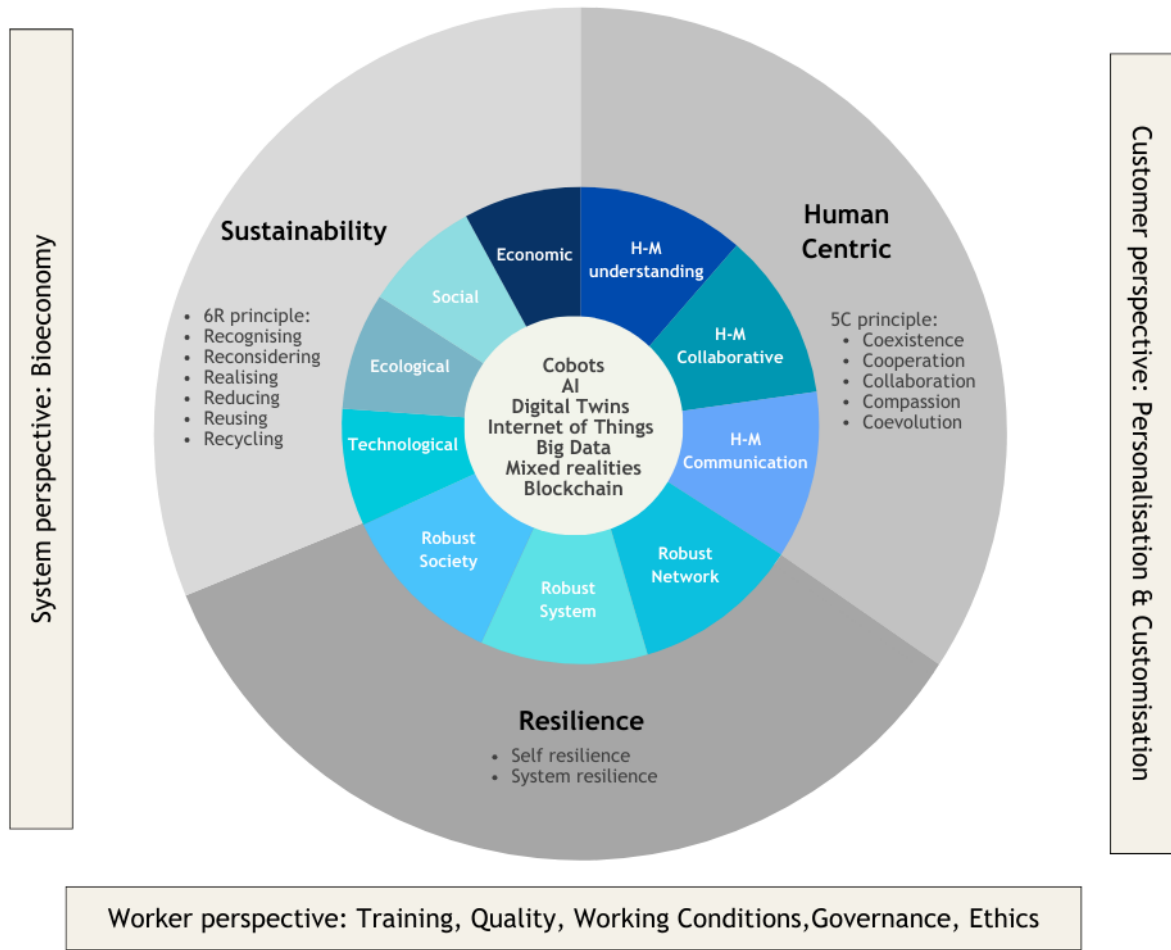 System perspective: Bioeconomy
Sustainability
• 6R principle:
• Recognising
• Reconsidering
• Realising
• Reducing
• Reusing
• Recycling
Human
Centric
5C principle:
• Coexistence
• Cooperation
• Collaboration
• Compassion
• Coevolution
Economic
Social
Ecological
Technological
H-M
understanding
H-M
Collaborative
H-M
Communication
Robust
Network
Robust
System
Robust
Society
Cobots
AI
Digital Twins
Internet of Things
Big Data
Mixed realities
Blockchain
Resilience
• Self resilience
• System resilience
Customer perspective: Personalisation & Customisation
Worker perspective: Training, Quality, Working Conditions,Governance, Ethics